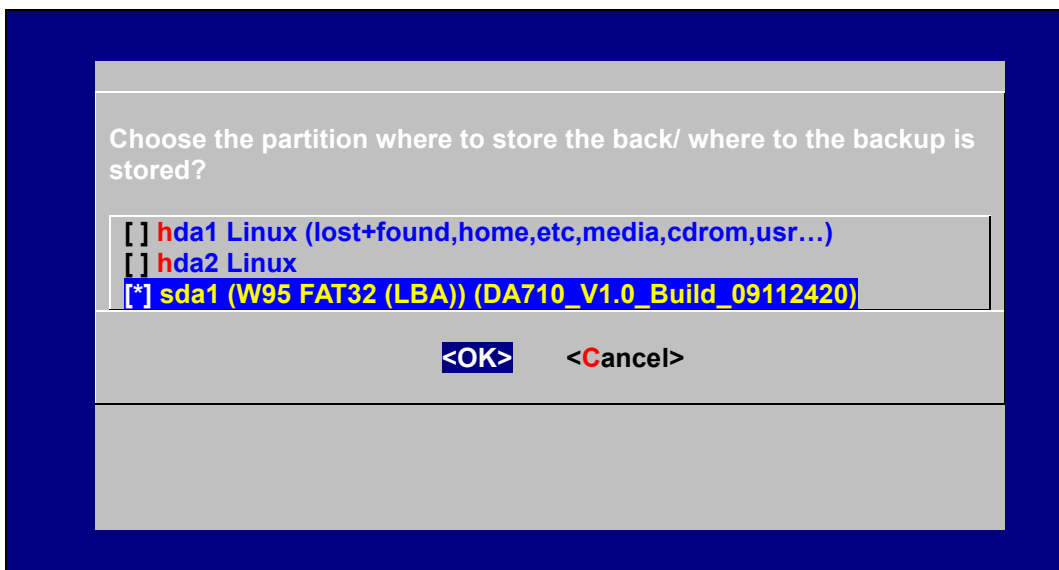 Choose the partition where to store the back/ where to the backup is
stored?
[ ] hda1 Linux (lost+found,home,etc,media,cdrom,usr…)
[ ] hda2 Linux
[*] sda1 (W95 FAT32 (LBA)) (DA710_V1.0_Build_09112420)
<OK> <Cancel>